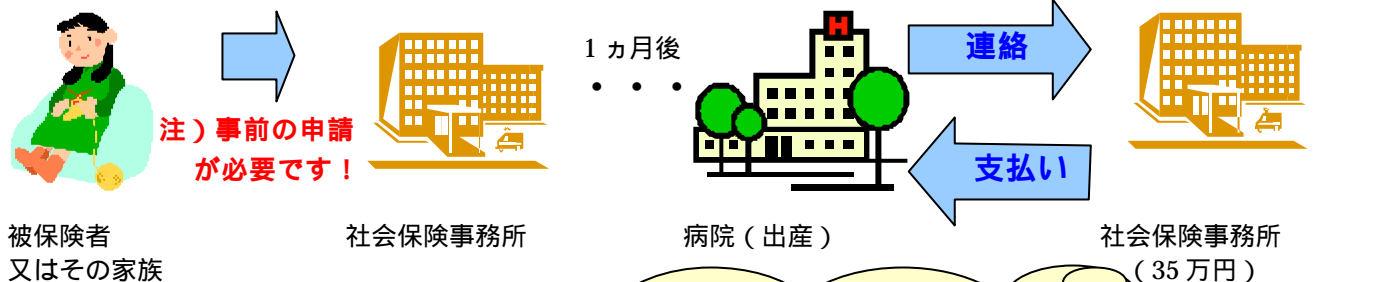 1ヵ月後
・・・
連絡
注）事前の申請
が必要です！
支払い
被保険者
又はその家族
社会保険事務所
病院（出産）
社会保険事務所
（35万円）
H